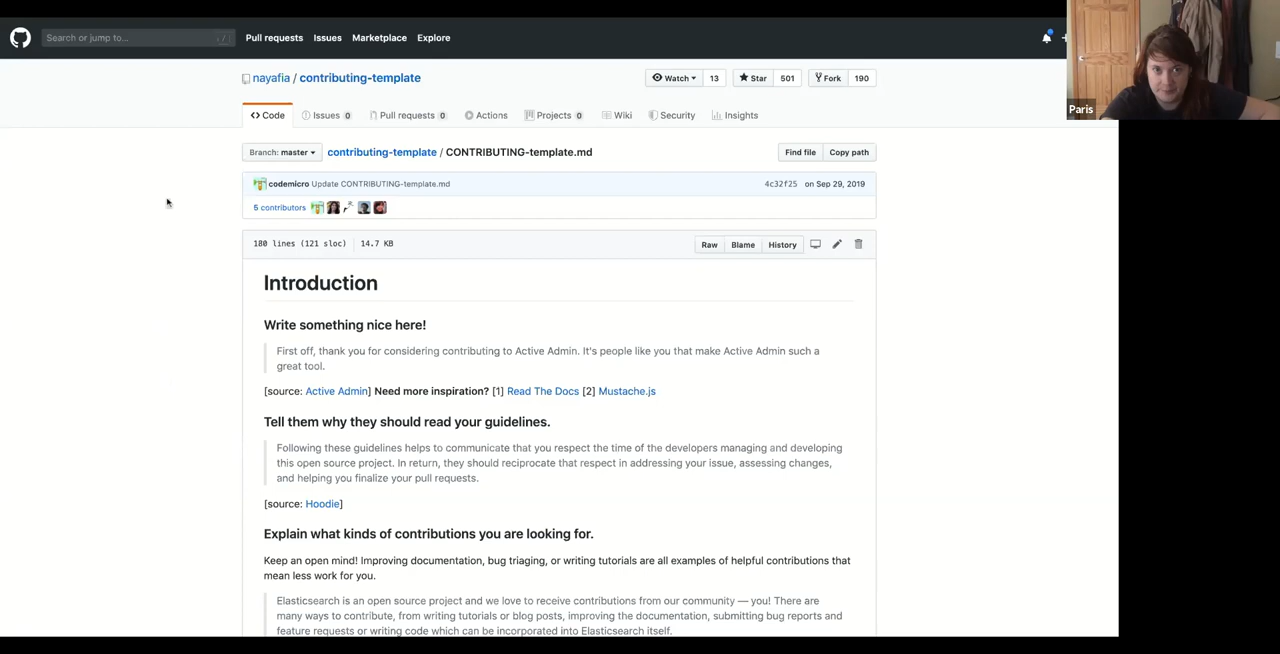 Search or jump to... /
Pull requests Issues Marketplace Explore
Paris
nayafia / contributing-template
Watch 13 Star 501 Fork 190
Code Issues 0 Pull requests 0 Actions Projects 0 Wiki Security Insights
Branch: master contributing-template / CONTRIBUTING-template.md Find file Copy path
codemicro Update CONTRIBUTING-template.md 4c32f25 on Sep 29, 2019
5 contributors
180 lines (121 sloc) 14.7 KB Raw Blame History
Introduction
Write something nice here!
First off, thank you for considering contributing to Active Admin. It's people like you that make Active Admin such a
great tool.
[source: Active Admin] Need more inspiration? [1] Read The Docs [2] Mustache.js
Tell them why they should read your guidelines.
Following these guidelines helps to communicate that you respect the time of the developers managing and developing
this open source project. In return, they should reciprocate that respect in addressing your issue, assessing changes,
and helping you finalize your pull requests.
[source: Hoodie]
Explain what kinds of contributions you are looking for.
Keep an open mind! Improving documentation, bug triaging, or writing tutorials are all examples of helpful contributions that
mean less work for you.
Elasticsearch is an open source project and we love to receive contributions from our community — you! There are
many ways to contribute, from writing tutorials or blog posts, improving the documentation, submitting bug reports and
feature requests or writing code which can be incorporated into Elasticsearch itself.